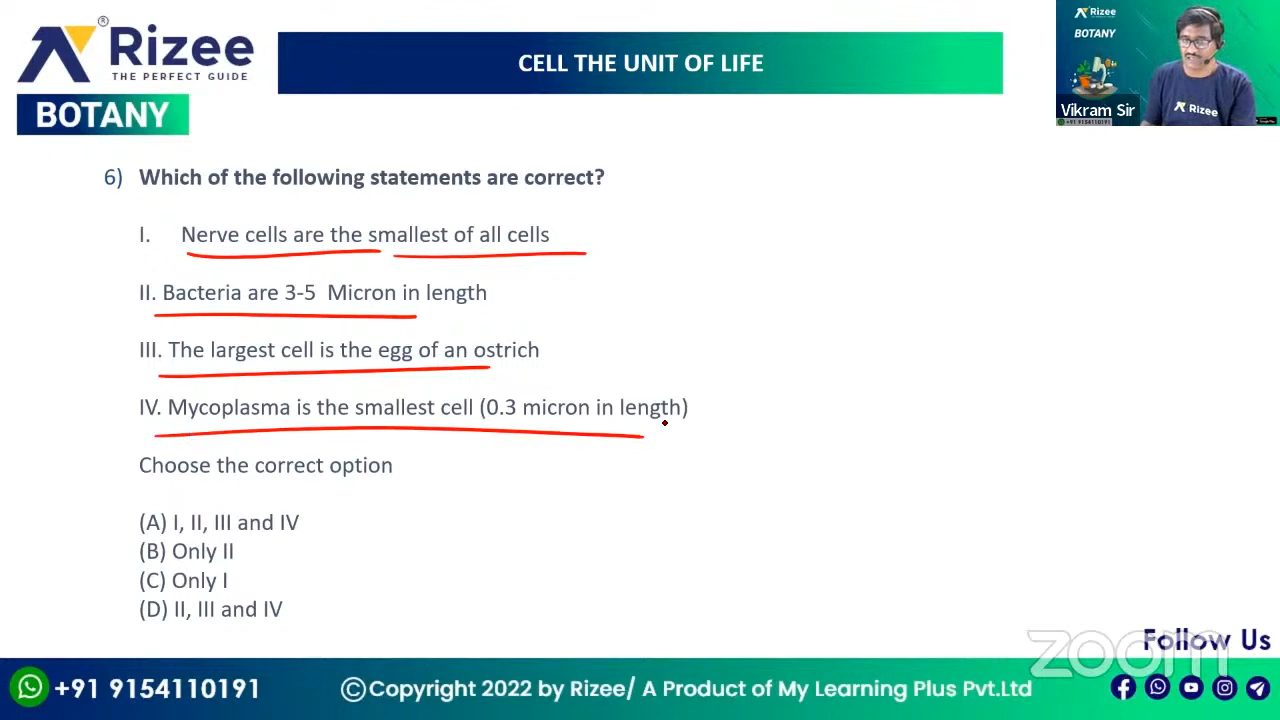 Rizee®
THE PERFECT GUIDE
BOTANY
CELL THE UNIT OF LIFE
Rizee
BOTANY
Rizee
Vikram Sir
+91 9154110191
6) Which of the following statements are correct?
I. Nerve cells are the smallest of all cells
II. Bacteria are 3-5 Micron in length
III. The largest cell is the egg of an ostrich
IV. Mycoplasma is the smallest cell (0.3 micron in length)
Choose the correct option
(A) I, II, III and IV
(B) Only II
(C) Only I
(D) II, III and IV
zoom
Follow Us
+91 9154110191
©Copyright 2022 by Rizee/ A Product of My Learning Plus Pvt.Ltd